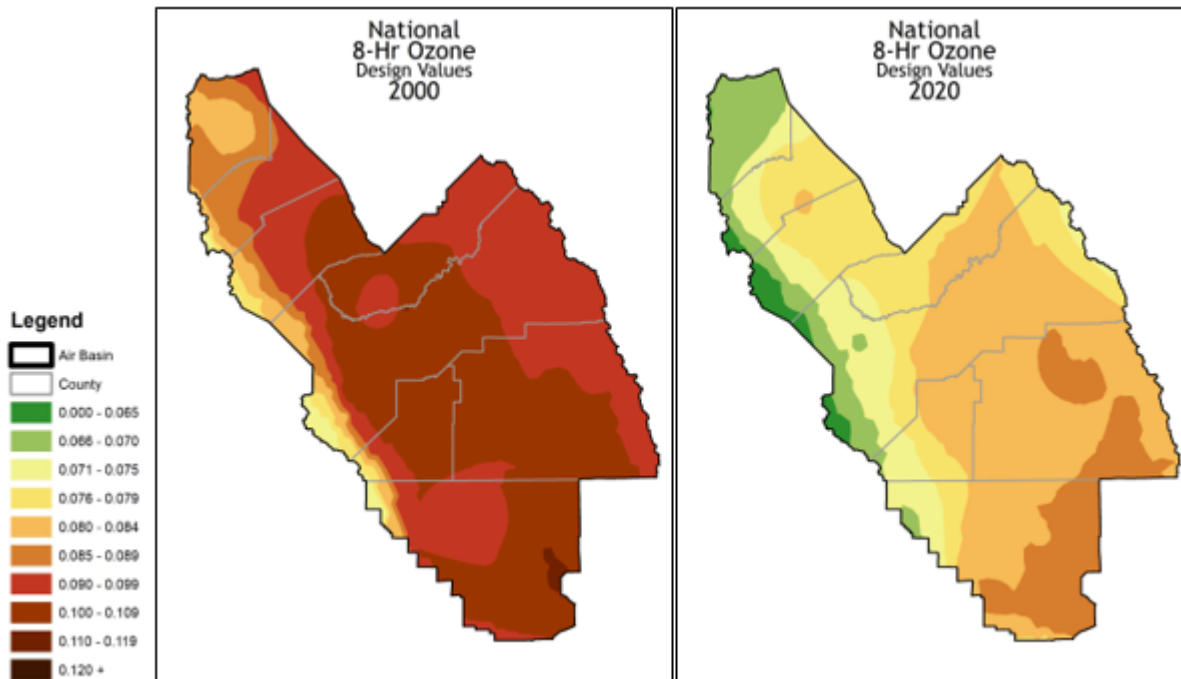 National
8-Hr Ozone
Design Values
2000
National
8-Hr Ozone
Design Values
2020
Legend
Air Basin
County
0.000 - 0.065
0.066 - 0.070
0.071 - 0.075
0.076 - 0.079
0.080 - 0.084
0.085 - 0.089
0.090 - 0.099
0.100 - 0.109
0.110 - 0.119
0.120 +